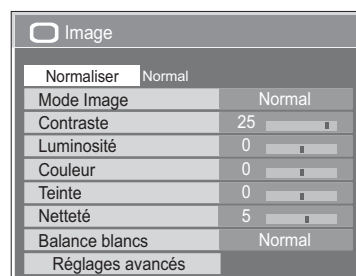 Image
Normaliser Normal
Mode Image Normal
Contraste 25
Luminosité 0
Couleur 0
Teinte 0
Netteté 5
Balance blancs Normal
Réglages avancés